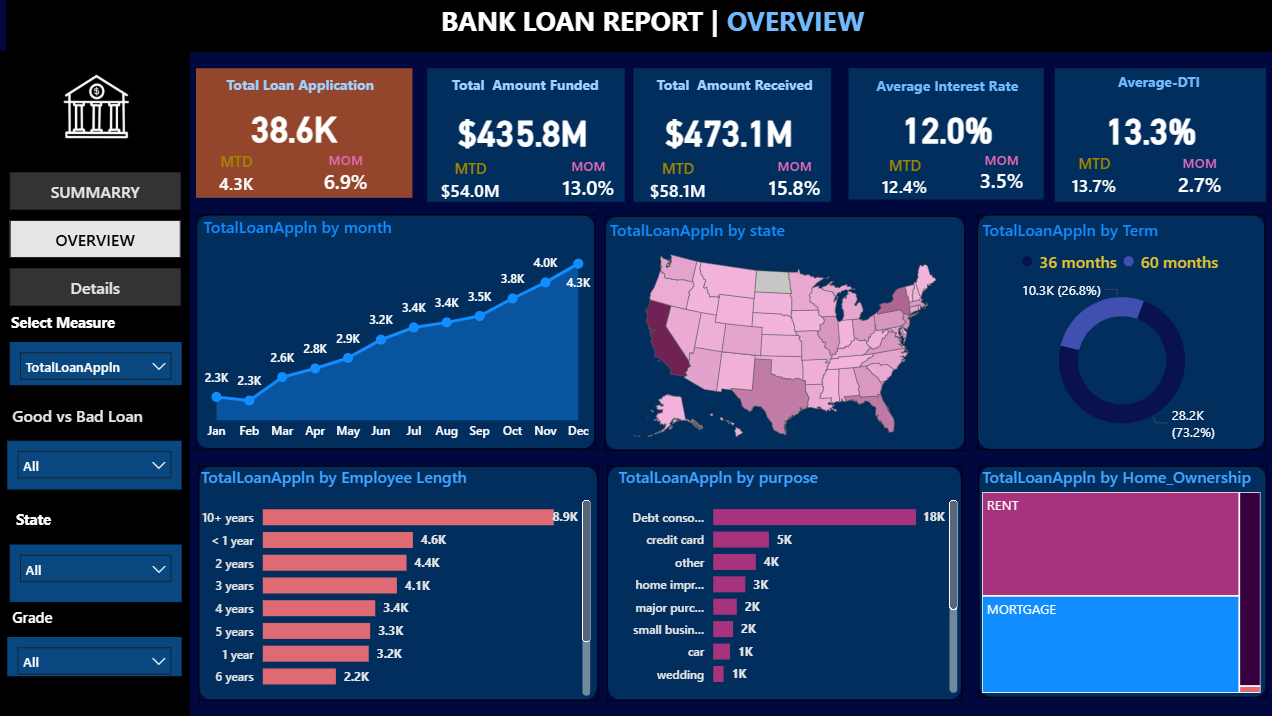 BANK LOAN REPORT | OVERVIEW
$
SUMMARRY
OVERVIEW
Details
Select Measure
TotalLoanAppln
Good vs Bad Loan
All
State
All
Grade
All
Total Loan Application
38.6K
MTD MOM
4.3K 6.9%
Total Amount Funded
$435.8M
MTD MOM
$54.0M 13.0%
Total Amount Received
$473.1M
MTD MOM
$58.1M 15.8%
Average Interest Rate
12.0%
MTD MOM
12.4% 3.5%
Average-DTI
13.3%
MTD MOM
13.7% 2.7%
TotalLoanAppln by month
2.3K 2.3K 2.6K 2.8K 2.9K 3.2K 3.4K 3.4K 3.5K 3.8K 4.0K 4.3K
Jan Feb Mar Apr May Jun Jul Aug Sep Oct Nov Dec
TotalLoanAppln by state
TotalLoanAppln by Term
36 months 60 months
10.3K (26.8%)
28.2K
(73.2%)
TotalLoanAppln by Employee Length
10+ years 8.9K
< 1 year 4.6K
2 years 4.4K
3 years 4.1K
4 years 3.4K
5 years 3.3K
1 year 3.2K
6 years 2.2K
TotalLoanAppln by purpose
Debt conso... 18K
credit card 5K
other 4K
home impr... 3K
major purc... 2K
small busin... 2K
car 1K
wedding 1K
TotalLoanAppln by Home_Ownership
RENT
MORTGAGE